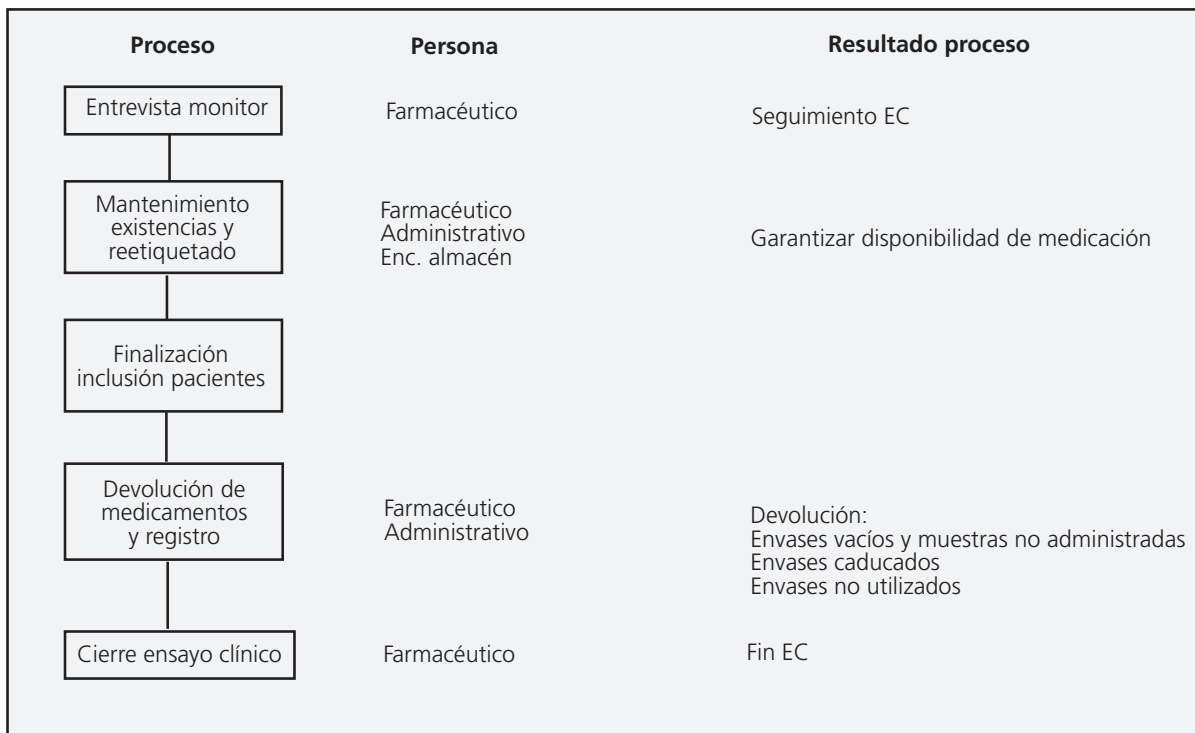 Proceso Persona Resultado proceso
Entrevista monitor Farmacéutico Seguimiento EC
Mantenimiento
existencias y
reetiquetado
Farmacéutico
Administrativo
Enc. almacén
Garantizar disponibilidad de medicación
Finalización
inclusión pacientes
Devolución de
medicamentos
y registro
Farmacéutico
Administrativo
Devolución:
Envases vacíos y muestras no administradas
Envases caducados
Envases no utilizados
Cierre ensayo clínico Farmacéutico Fin EC